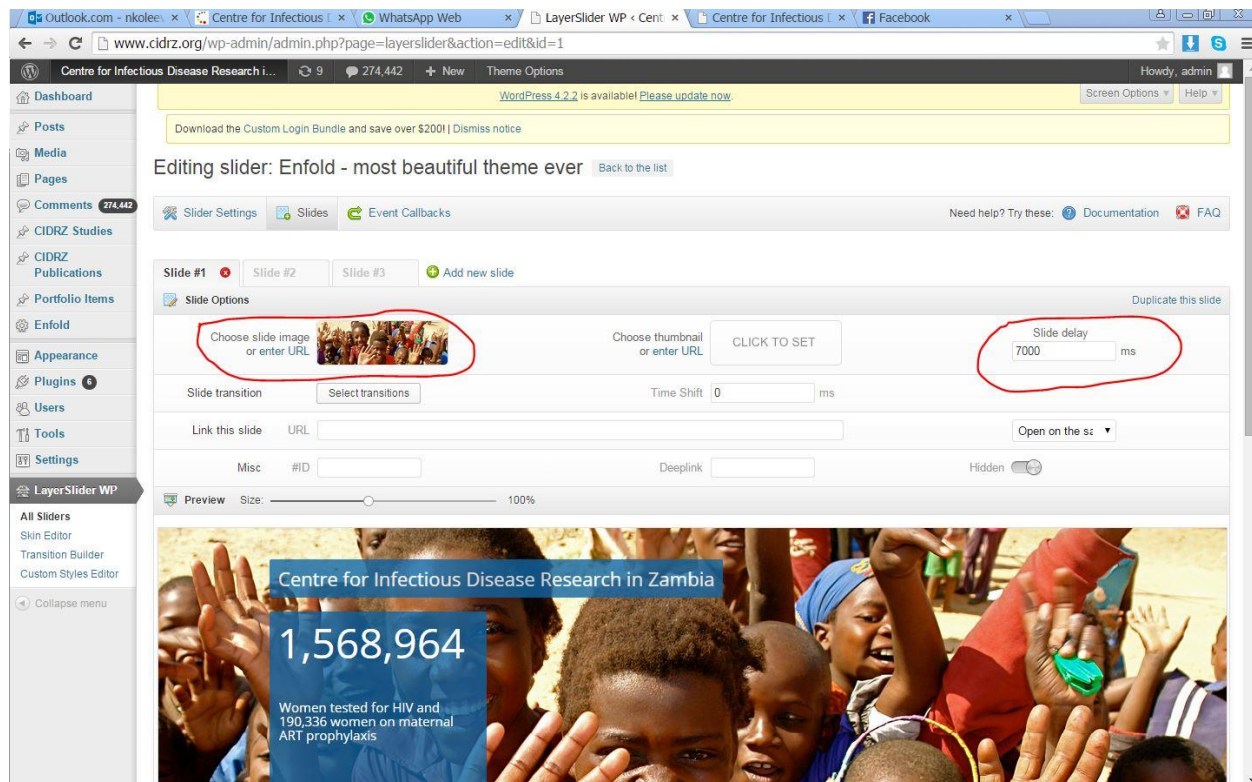 Outlook.com - nkolee
Centre for Infectious
WhatsApp Web
LayerSlider WP ‹ Cent
Centre for Infectious
Facebook
www.cidrz.org/wp-admin/admin.php?page=layerslider&action=edit&id=1
Centre for Infectious Disease Research i... 9 274,442 + New Theme Options Howdy, admin
Dashboard
Posts
Media
Pages
Comments 274,442
CIDRZ Studies
CIDRZ
Publications
Portfolio Items
Enfold
Appearance
Plugins 6
Users
Tools
Settings
LayerSlider WP
All Sliders
Skin Editor
Transition Builder
Custom Styles Editor
Collapse menu
WordPress 4.2.2 is available! Please update now.
Screen Options Help
Download the Custom Login Bundle and save over $200! | Dismiss notice
Editing slider: Enfold - most beautiful theme ever Back to the list
Slider Settings Slides Event Callbacks Need help? Try these: Documentation FAQ
Slide #1 Slide #2 Slide #3 Add new slide
Slide Options Duplicate this slide
Choose slide image
or enter URL
Choose thumbnail
or enter URL
CLICK TO SET
Slide delay
7000 ms
Slide transition Select transitions Time Shift 0 ms
Link this slide URL Open on the sa
Misc #ID Deeplink Hidden
Preview Size: 100%
Centre for Infectious Disease Research in Zambia
1,568,964
Women tested for HIV and
190,336 women on maternal
ART prophylaxis